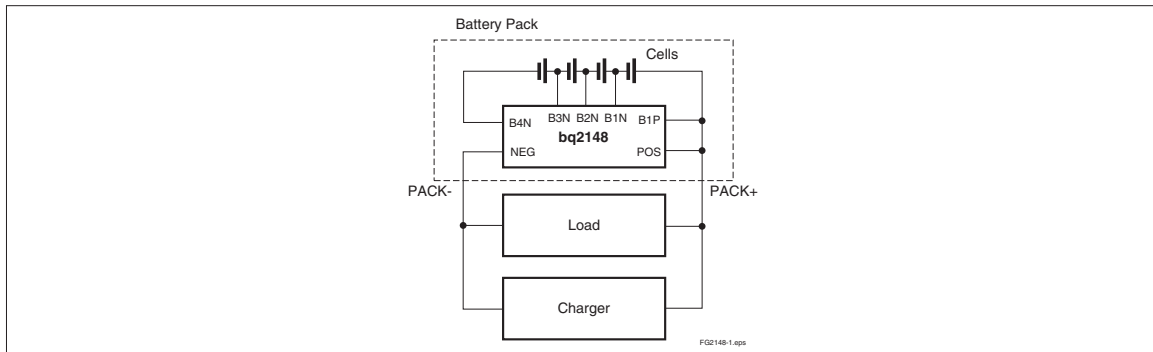 Battery Pack
Cells
B3N B2N B1N
B4N
B1P
bq2148
NEG
POS
PACK-
PACK+
Load
Charger
FG2148-1.eps